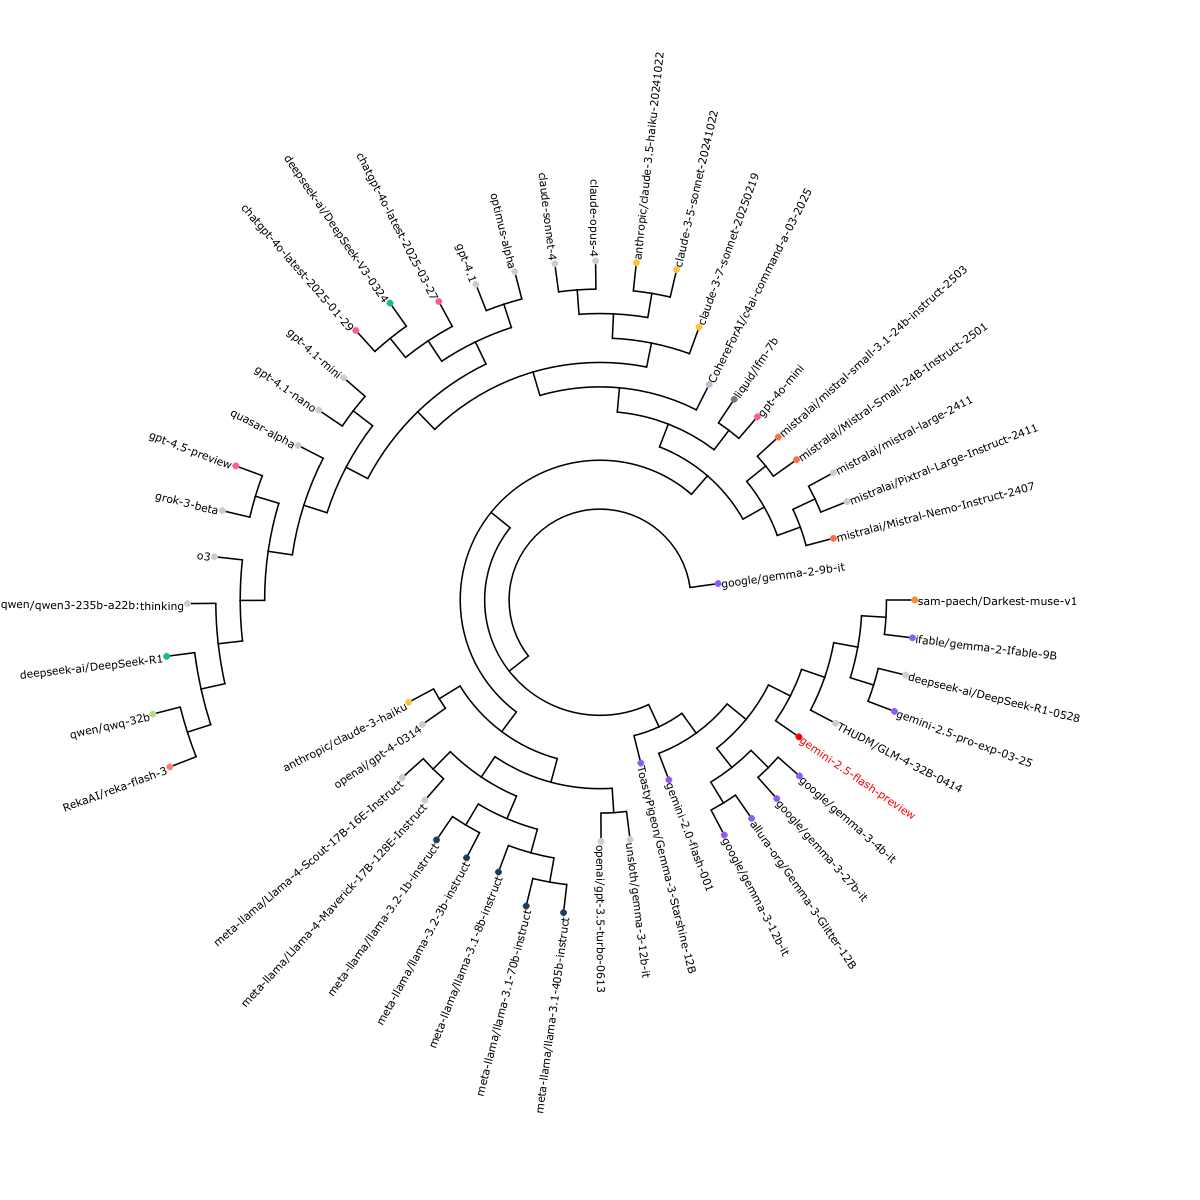 anthropic/claude-3.5-haiku-20241022
claude-3-5-sonnet-20241022
claude-3-7-sonnet-20250219
CohereForAI/c4ai-command-a-03-2025
liquid/lfm-7b
gpt-4o-mini
mistralai/mistral-small-3.1-24b-instruct-2503
mistralai/Mistral-Small-24B-Instruct-2501
mistralai/mistral-large-2411
mistralai/Pixtral-Large-Instruct-2411
mistralai/Mistral-Nemo-Instruct-2407
google/gemma-2-9b-it
sam-paech/Darkest-muse-v1
ifable/gemma-2-Ifable-9B
deepseek-ai/DeepSeek-R1-0528
gemini-2.5-pro-exp-03-25
THUDM/GLM-4-32B-0414
gemini-2.5-flash-preview
google/gemma-3-4b-it
google/gemma-3-27b-it
allura-org/Gemma-3-Glitter-12B
google/gemma-3-12b-it
gemini-2.0-flash-001
ToastyPigeon/Gemma-3-Starshine-12B
unsloth/gemma-3-12b-it
openai/gpt-3.5-turbo-0613
meta-llama/llama-3.1-405b-instruct
meta-llama/llama-3.1-70b-instruct
meta-llama/llama-3.1-8b-instruct
meta-llama/llama-3.2-3b-instruct
meta-llama/llama-3.2-1b-instruct
meta-llama/Llama-4-Maverick-17B-128E-Instruct
meta-llama/Llama-4-Scout-17B-16E-Instruct
openai/gpt-4-0314
anthropic/claude-3-haiku
RekaAI/reka-flash-3
qwen/qwq-32b
deepseek-ai/DeepSeek-R1
qwen/qwen3-235b-a22b:thinking
o3
grok-3-beta
gpt-4.5-preview
quasar-alpha
gpt-4.1-nano
gpt-4.1-mini
chatgpt-4o-latest-2025-01-29
deepseek-ai/DeepSeek-V3-0324
chatgpt-4o-latest-2025-03-27
gpt-4.1
optimus-alpha
claude-sonnet-4
claude-opus-4